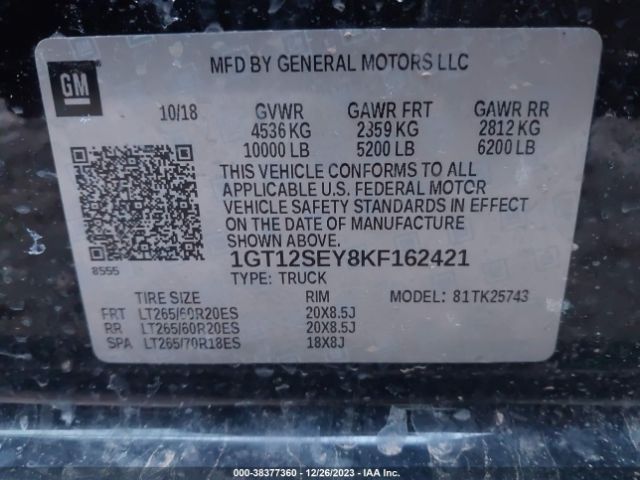 MFD BY GENERAL MOTORS LLC
GM
10/18 GVWR GAWR FRT GAWR RR
4536 KG 2359 KG 2812 KG
10000 LB 5200 LB 6200 LB
THIS VEHICLE CONFORMS TO ALL
APPLICABLE U.S. FEDERAL MOTOR
VEHICLE SAFETY STANDARDS IN EFFECT
ON THE DATE OF MANUFACTURE
SHOWN ABOVE.
8555
1GT12SEY8KF162421
TYPE: TRUCK
TIRE SIZE RIM MODEL: 81TK25743
FRT LT265/60R20ES 20X8.5J
RR LT265/60R20ES 20X8.5J
SPA LT265/70R18ES 18X8J
000-38377360 - 12/26/2023 - IAA Inc.